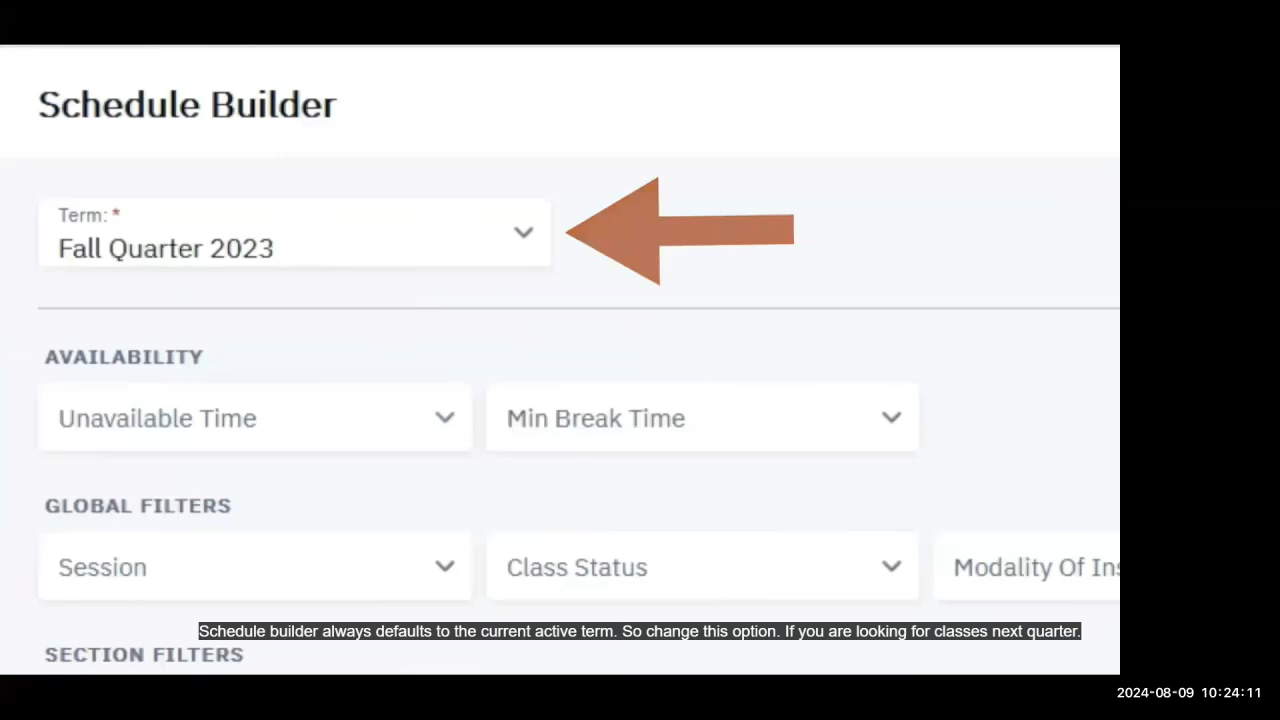 Schedule Builder
Term: *
Fall Quarter 2023
AVAILABILITY
Unavailable Time
Min Break Time
GLOBAL FILTERS
Session
Class Status
Modality Of Ins
Schedule builder always defaults to the current active term. So change this option. If you are looking for classes next quarter.
SECTION FILTERS
2024-08-09 10:24:11